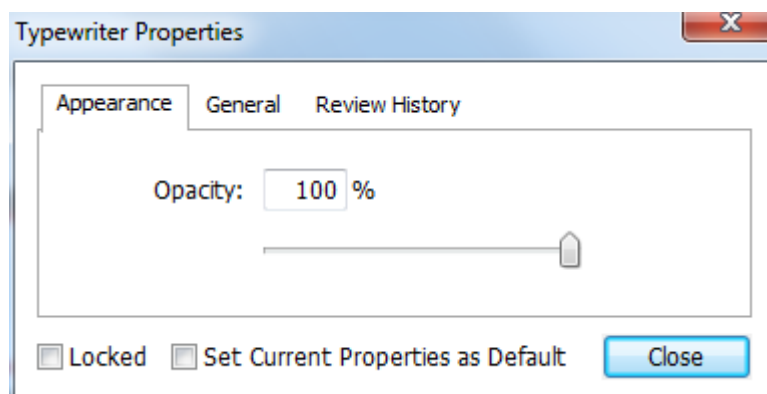 Typewriter Properties
Appearance General Review History
Opacity: 100 %
Locked Set Current Properties as Default Close